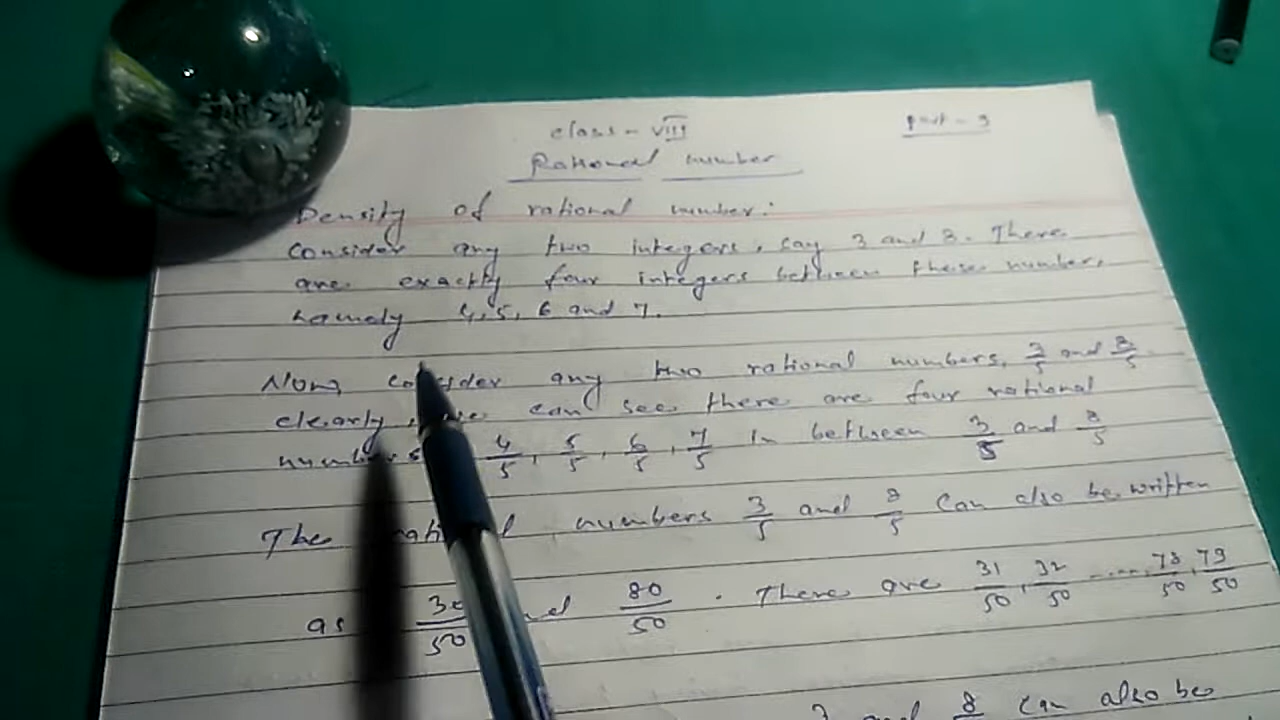 class - VIII
Rational number
Density of rational number:
Consider any two integers, say 3 and 8. There
are exactly four integers between these number,
namely 4, 5, 6 and 7.
Now, consider any two rational numbers, 3/5 and 8/5
clearly, we can see there are four rational
numbers 4/5, 5/5, 6/5, 7/5 in between 3/5 and 8/5
The rational numbers 3/5 and 8/5 can also be written
as 30/50 and 80/50. There are 31/50, 32/50 ....., 78/50, 79/50
3 and 8 can also be